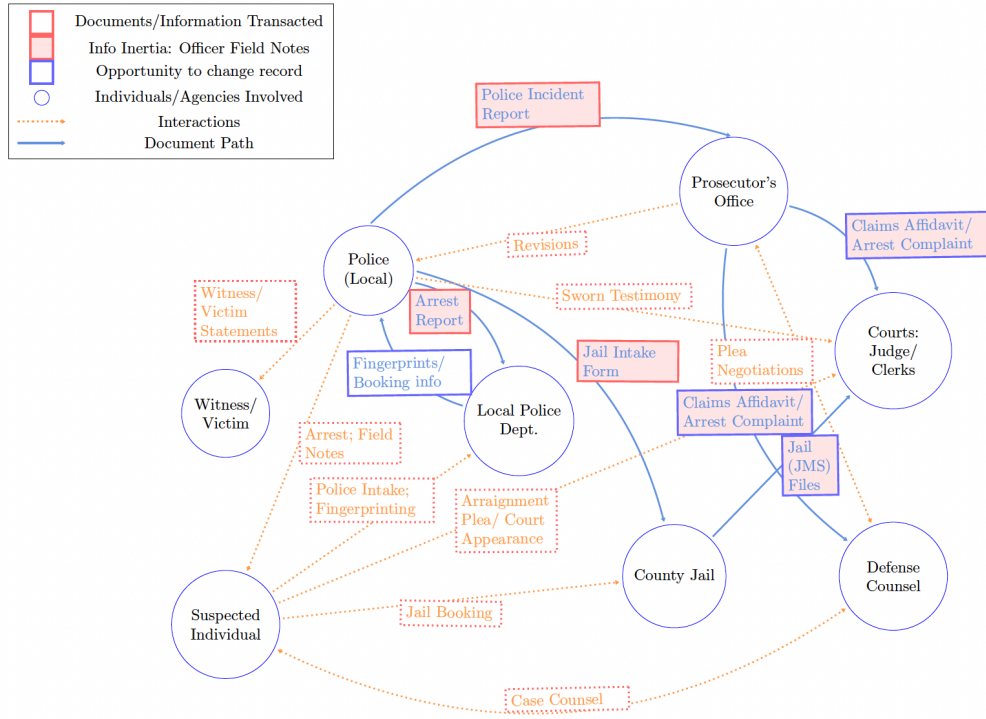 Documents/Information Transacted
Info Inertia: Officer Field Notes
Opportunity to change record
Individuals/Agencies Involved
Interactions
Document Path
Police Incident
Report
Prosecutor's
Office
Claims Affidavit/
Arrest Complaint
Revisions
Police
(Local)
Witness/
Victim
Statements
Arrest
Report
Sworn Testimony
Courts:
Judge/
Clerks
Fingerprints/
Booking info
Jail Intake
Form
Plea
Negotiations
Witness/
Victim
Local Police
Dept.
Claims Affidavit/
Arrest Complaint
Arrest; Field
Notes
Jail
(JMS)
Files
Police Intake;
Fingerprinting
Arraignment
Plea/ Court
Appearance
County Jail
Defense
Counsel
Suspected
Individual
Jail Booking
Case Counsel